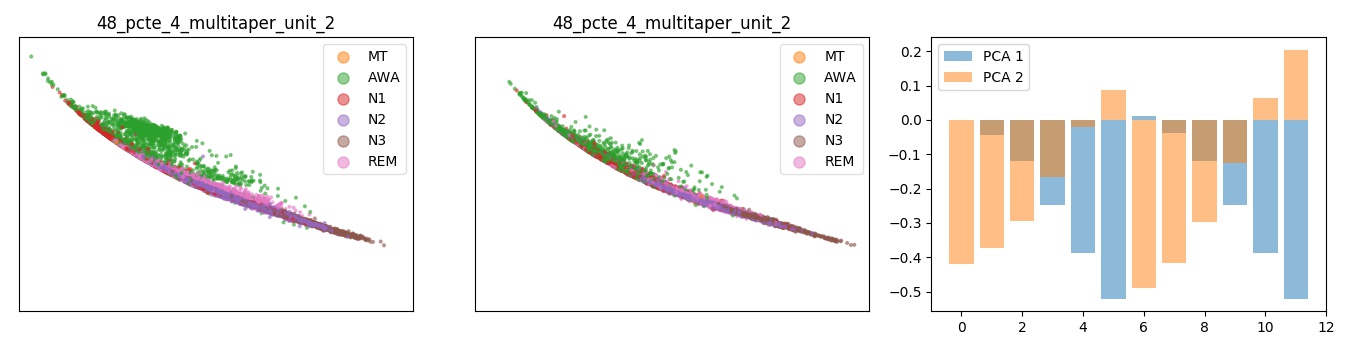 48_pcte_4_multitaper_unit_2
MT
AWA
N1
N2
N3
REM
48_pcte_4_multitaper_unit_2
MT
AWA
N1
N2
N3
REM
PCA 1
PCA 2
0.2
0.1
0.0
−0.1
−0.2
−0.3
−0.4
−0.5
0
2
4
6
8
10
12